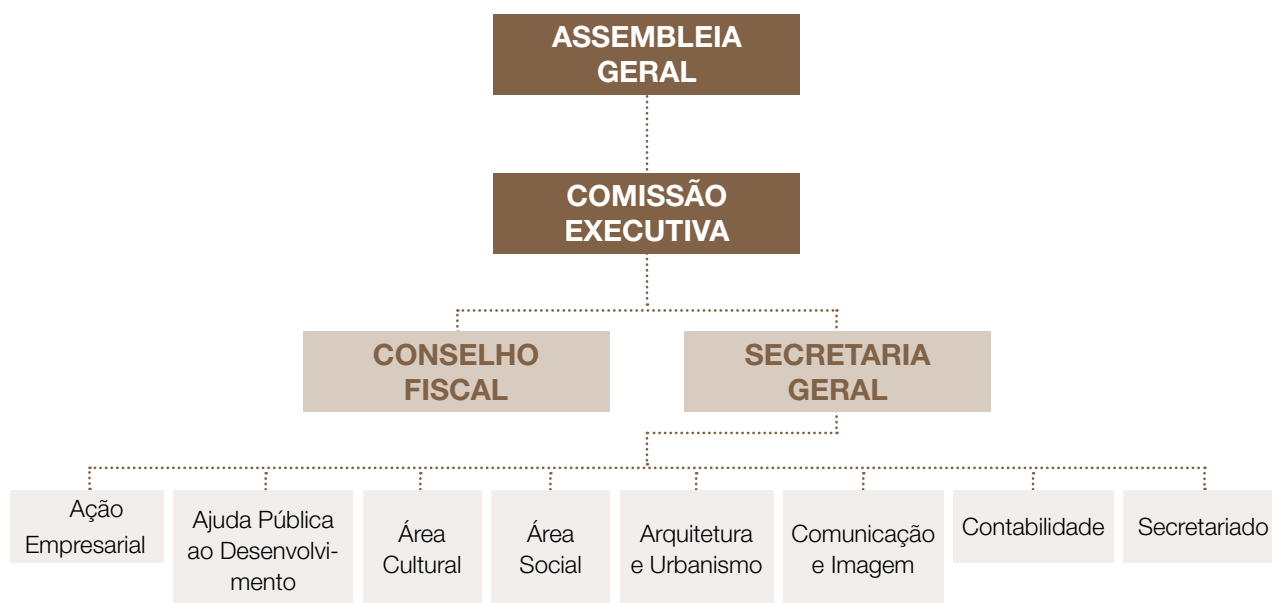 ASSEMBLEIA
GERAL
COMISSÃO
EXECUTIVA
CONSELHO
FISCAL
SECRETARIA
GERAL
Ação
Empresarial
Ajuda Pública
ao Desenvolvi-
mento
Área
Cultural
Área
Social
Arquitetura
e Urbanismo
Comunicação
e Imagem
Contabilidade
Secretariado